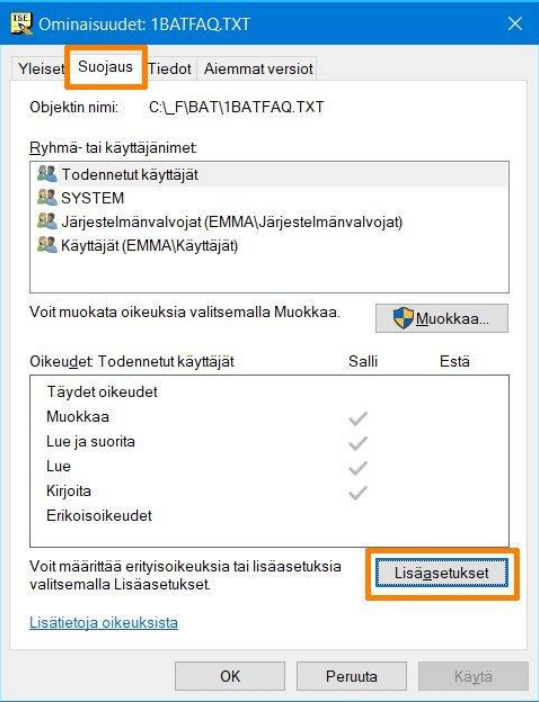 TSE
Ominaisuudet: 1BATFAQ.TXT
Yleiset Suojaus Tiedot Aiemmat versiot
Objektin nimi: C:\_F\BAT\1BATFAQ.TXT
Ryhmä- tai käyttäjänimet:
Todennetut käyttäjät
SYSTEM
Järjestelmänvalvojat (EMMA\Järjestelmänvalvojat)
Käyttäjät (EMMA\Käyttäjät)
Voit muokata oikeuksia valitsemalla Muokkaa.
Muokkaa...
Oikeudet: Todennetut käyttäjät Salli Estä
Täydet oikeudet
Muokkaa
Lue ja suorita
Lue
Kirjoita
Erikoisoikeudet
Voit määrittää erityisoikeuksia tai lisäasetuksia
valitsemalla Lisäasetukset.
Lisäasetukset
Lisätietoja oikeuksista
OK Peruuta Käytä